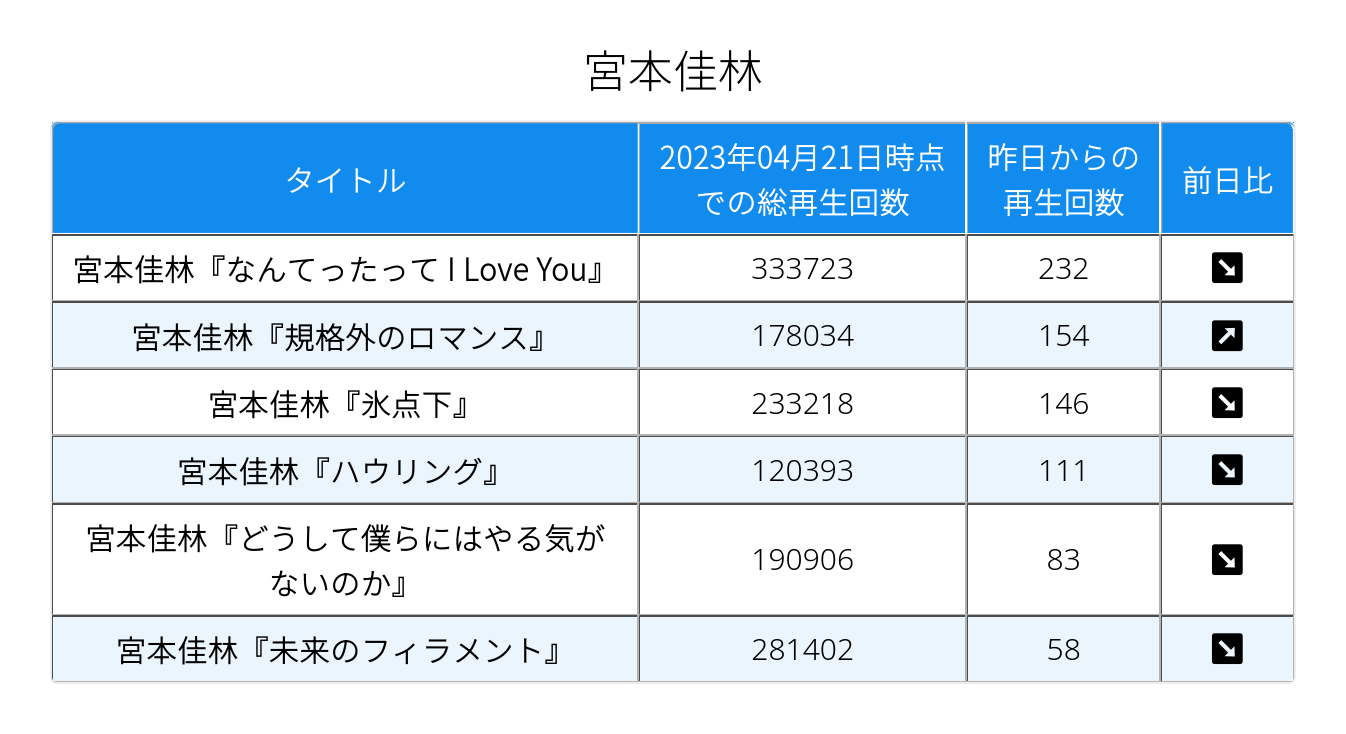 宮本佳林
タイトル
2023年04月21日時点
での総再生回数
昨日からの
再生回数
前日比
宮本佳林『なんてったって I Love You』
333723
232
↘
宮本佳林『規格外のロマンス』
178034
154
↗
宮本佳林『氷点下』
233218
146
↘
宮本佳林『ハウリング』
120393
111
↘
宮本佳林『どうして僕らにはやる気が
ないのか』
190906
83
↘
宮本佳林『未来のフィラメント』
281402
58
↘